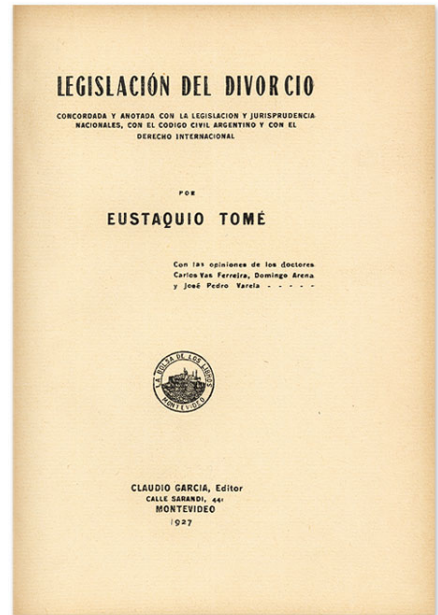 LEGISLACIÓN DEL DIVORCIO
CONCORDADA Y ANOTADA CON LA LEGISLACION Y JURISPRUDENCIA
NACIONALES, CON EL CODIGO CIVIL ARGENTINO Y CON EL
DERECHO INTERNACIONAL
POR
EUSTAQUIO TOMÉ
Con las opiniones de los doctores
Carlos Vas Ferreira, Domingo Arena
y José Pedro Varela - - - - -
LA BOLSA DE LOS LIBROS
MONTEVIDEO
CLAUDIO GARCIA, Editor
CALLE SARANDI, 441
MONTEVIDEO
1927